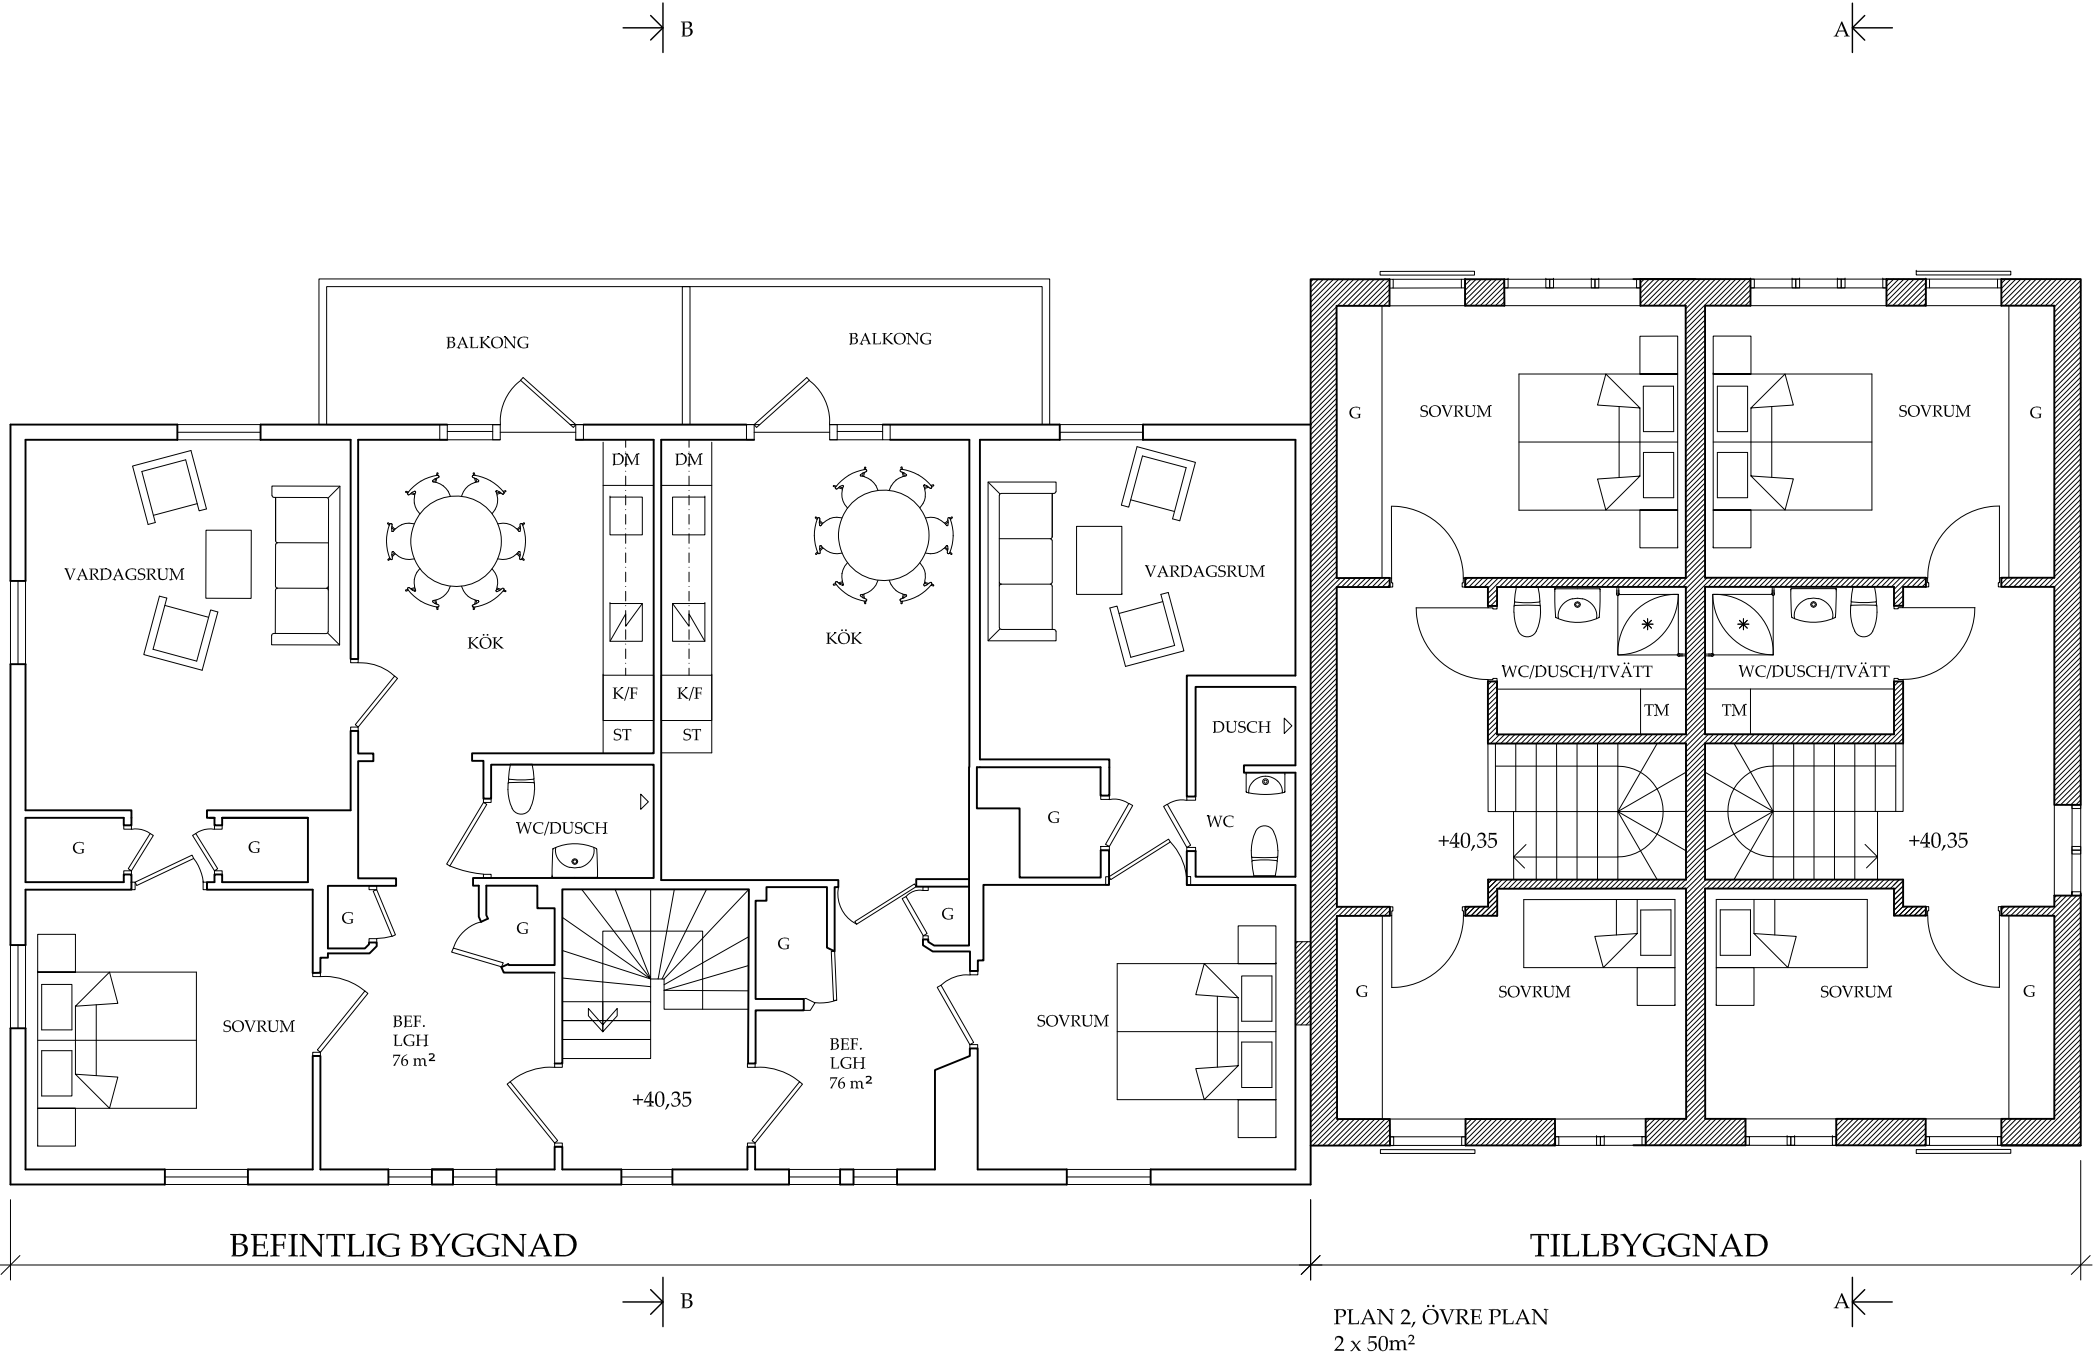 B
A
BALKONG
BALKONG
G
SOVRUM
SOVRUM
G
DM
DM
VARDAGSRUM
KÖK
KÖK
VARDAGSRUM
K/F
K/F
ST
ST
DUSCH
WC/DUSCH/TVÄTT
WC/DUSCH/TVÄTT
TM
TM
G
G
WC/DUSCH
G
WC
+40,35
+40,35
G
G
G
G
SOVRUM
BEF.
LGH
76 m²
BEF.
LGH
76 m²
SOVRUM
G
SOVRUM
SOVRUM
G
+40,35
BEFINTLIG BYGGNAD
TILLBYGGNAD
B
A
PLAN 2, ÖVRE PLAN
2 x 50m²